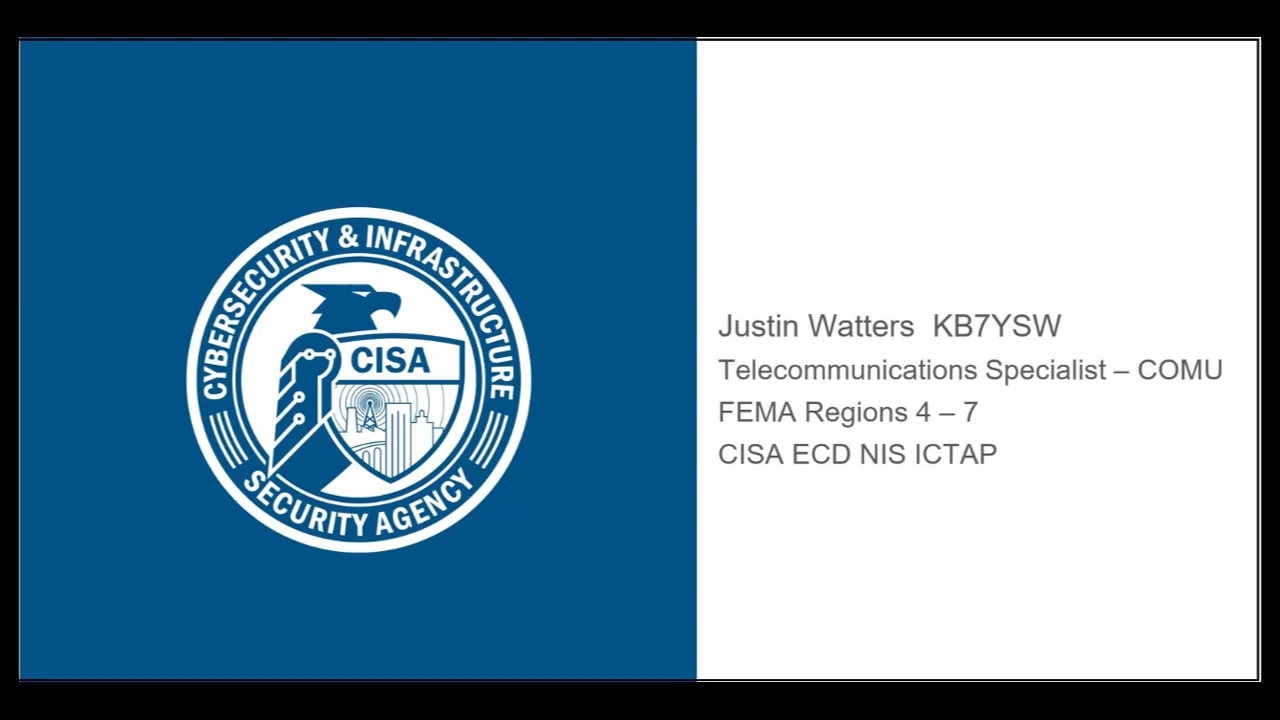 CYBERSECURITY & INFRASTRUCTURE
SECURITY AGENCY
CISA
Justin Watters  KB7YSW
Telecommunications Specialist – COMU
FEMA Regions 4 – 7
CISA ECD NIS ICTAP